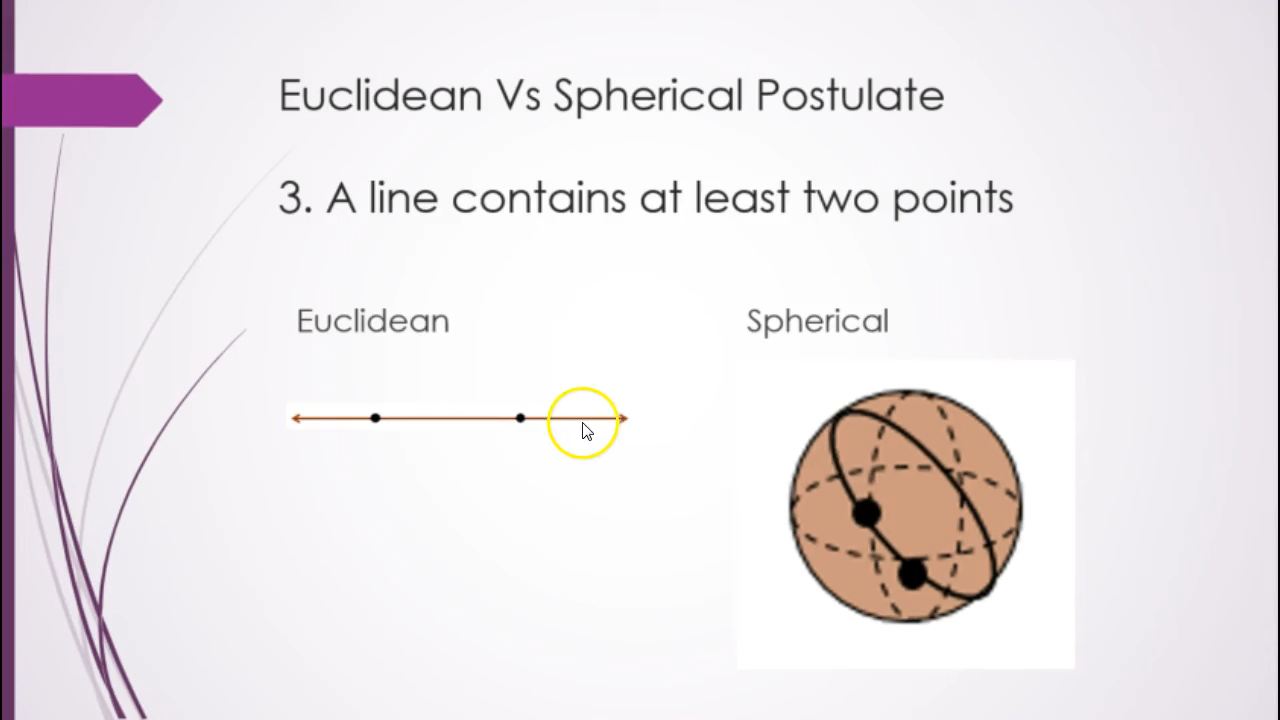 Euclidean Vs Spherical Postulate
3. A line contains at least two points
Euclidean
Spherical